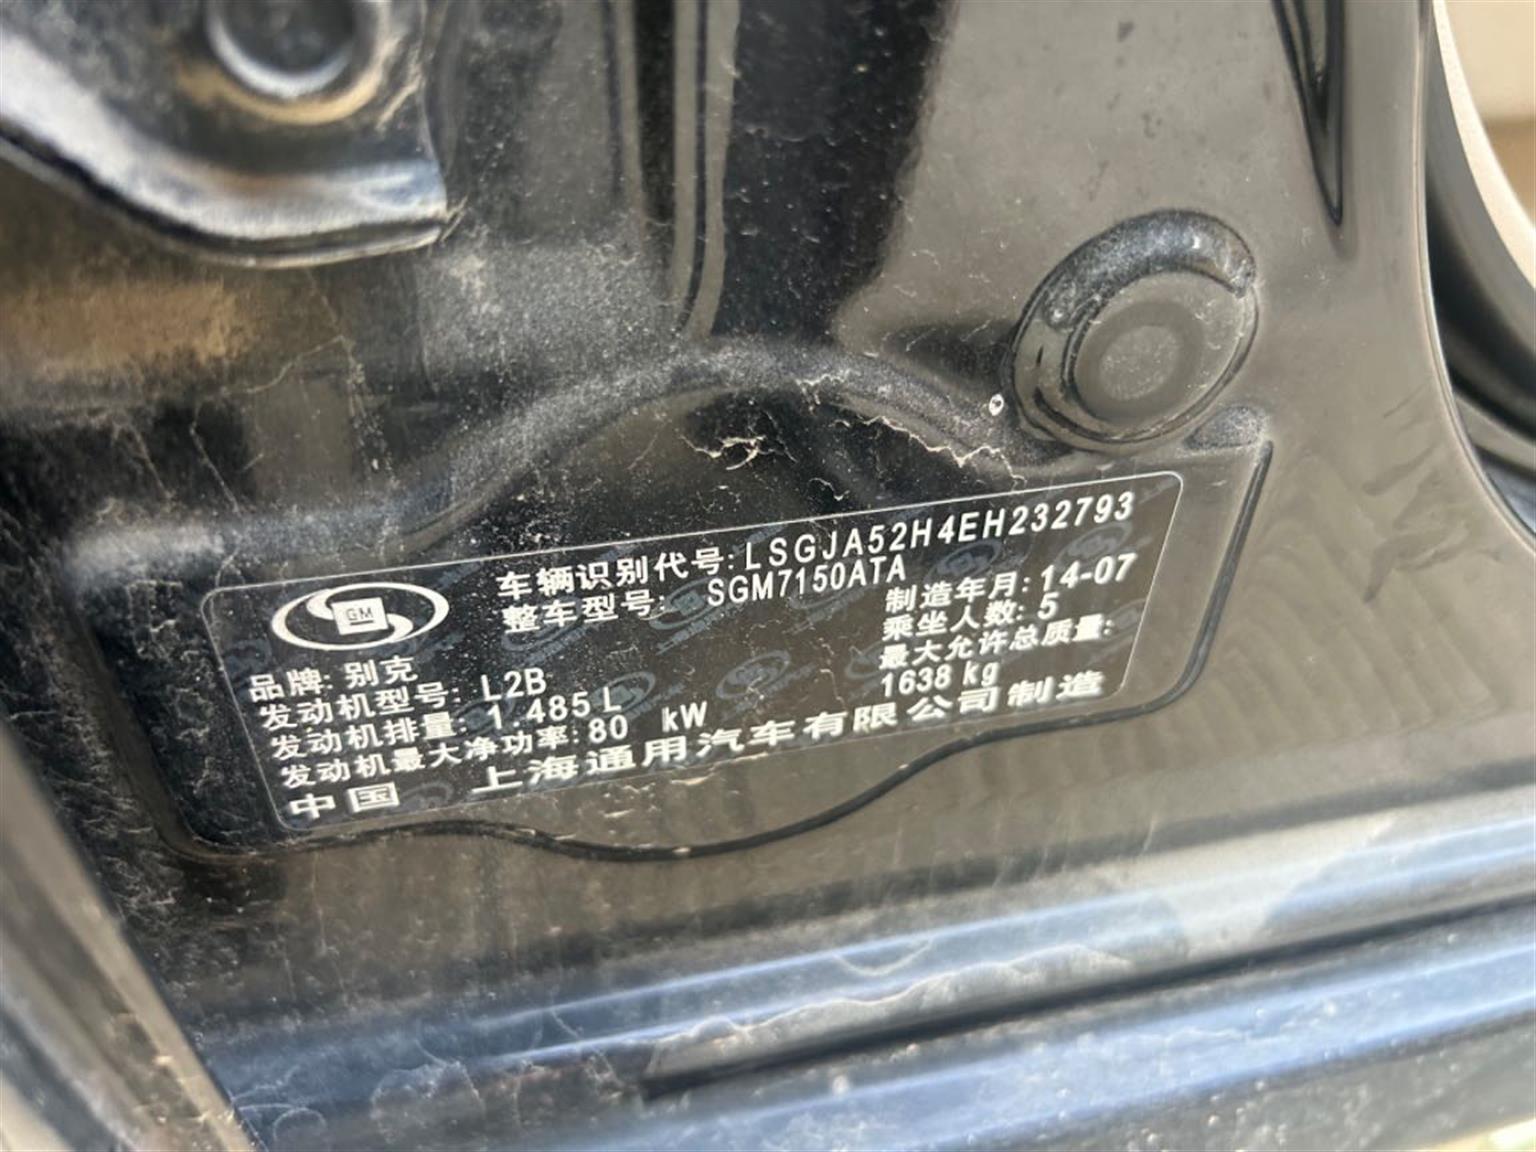 GM
车辆识别代号:LSGJA52H4EH232793
整车型号: SGM7150ATA
制造年月:14-07
品牌:别克
乘坐人数:5
发动机型号: L2B
最大允许总质量:
1638 kg
发动机排量: 1.485 L
发动机最大净功率:80 kW
中国 上海通用汽车有限公司制造